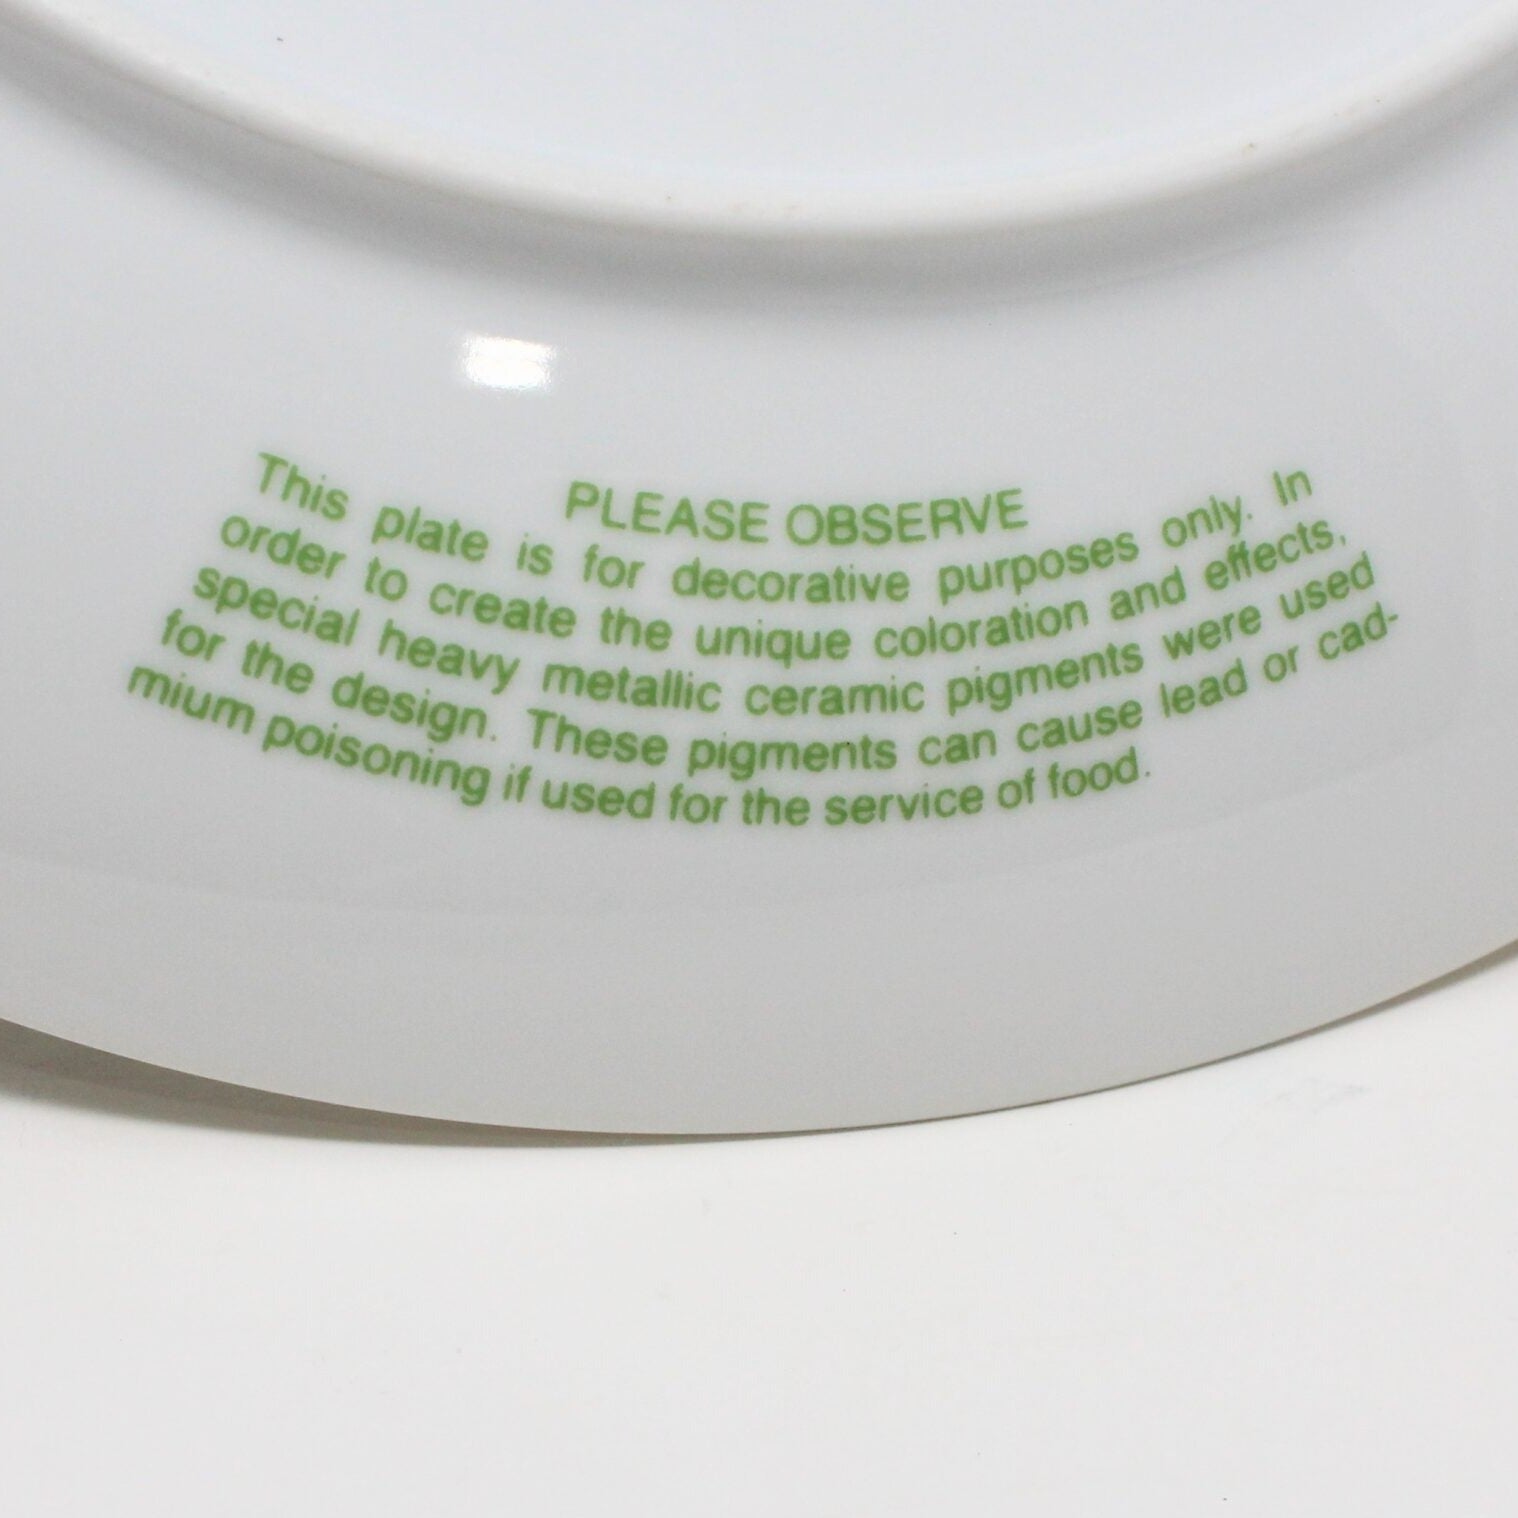 PLEASE OBSERVE
This plate is for decorative purposes only. In
order to create the unique coloration and effects,
special heavy metallic ceramic pigments were used
for the design. These pigments can cause lead or cad-
mium poisoning if used for the service of food.